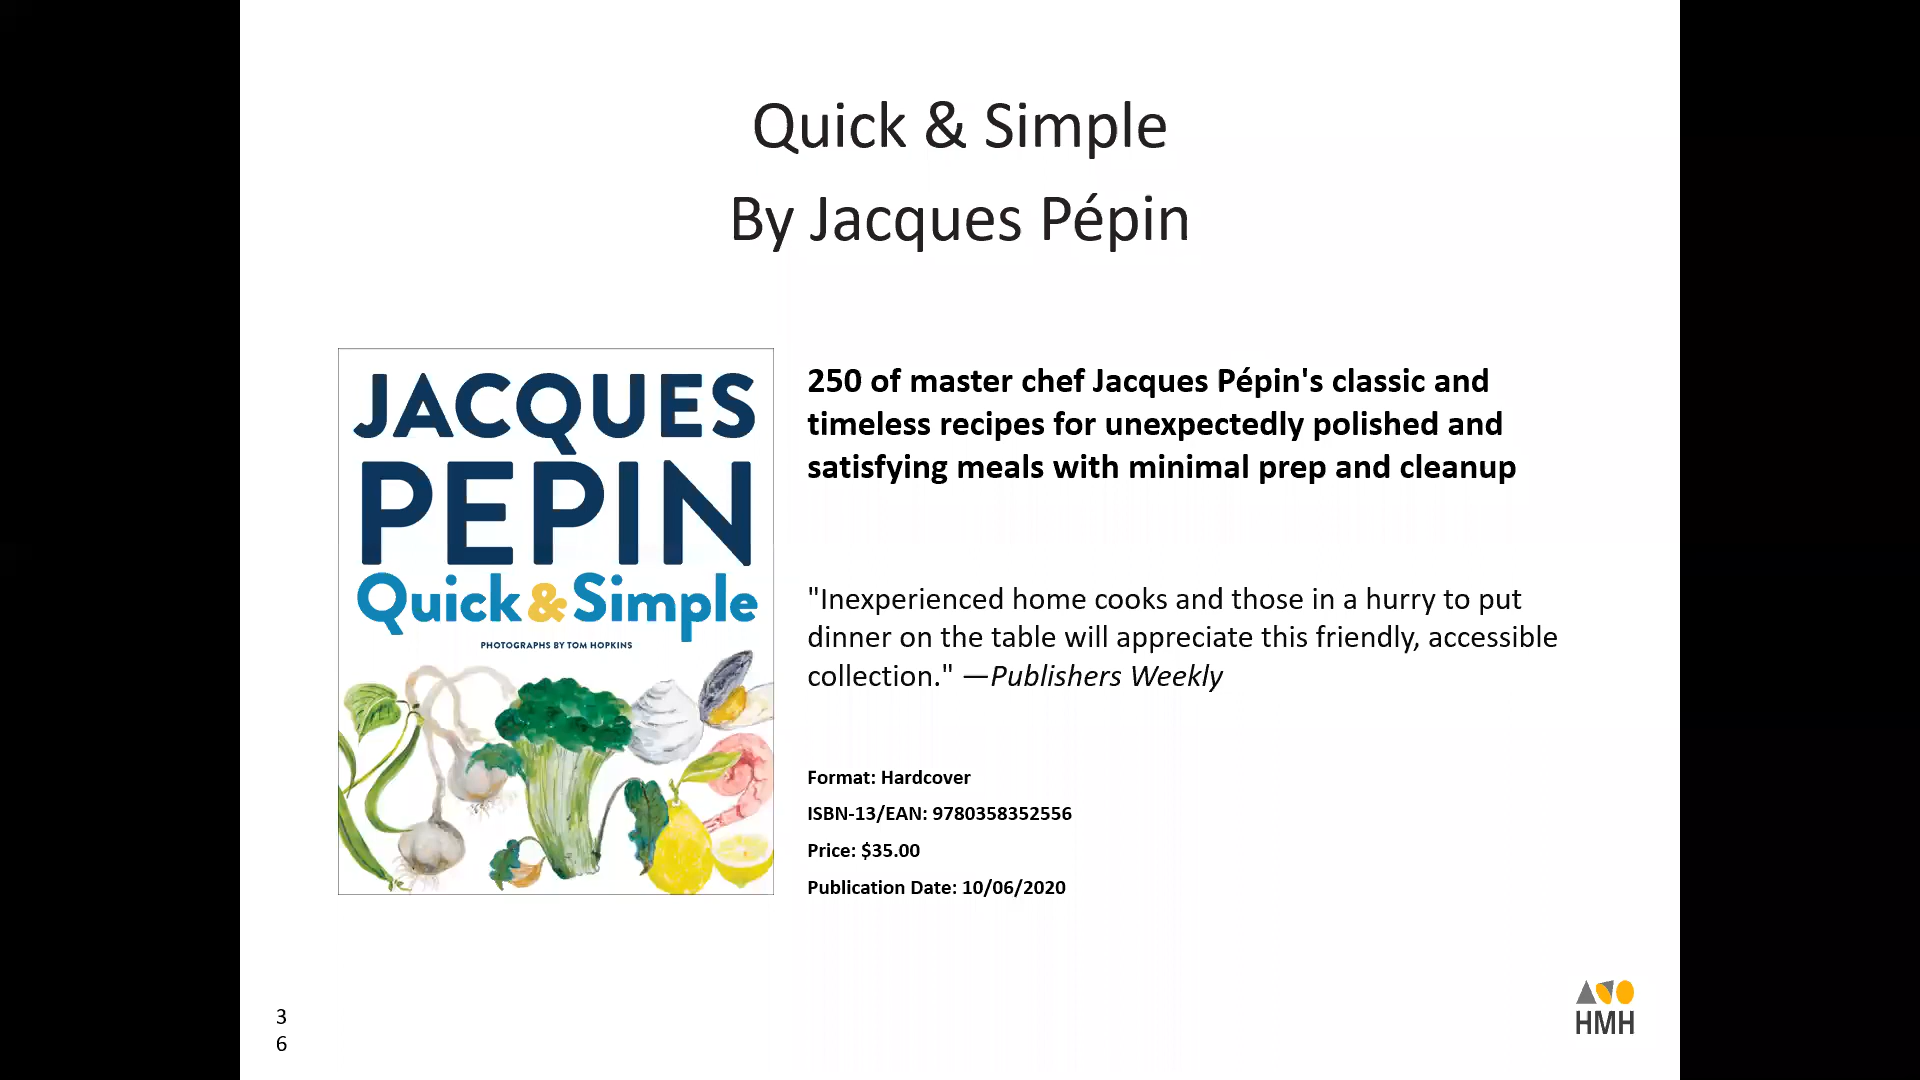 Quick & Simple
By Jacques Pépin
JACQUES
PEPIN
Quick & Simple
PHOTOGRAPHS BY TOM HOPKINS
250 of master chef Jacques Pépin's classic and
timeless recipes for unexpectedly polished and
satisfying meals with minimal prep and cleanup
"Inexperienced home cooks and those in a hurry to put
dinner on the table will appreciate this friendly, accessible
collection." —Publishers Weekly
Format: Hardcover
ISBN-13/EAN: 9780358352556
Price: $35.00
Publication Date: 10/06/2020
3
6
HMH